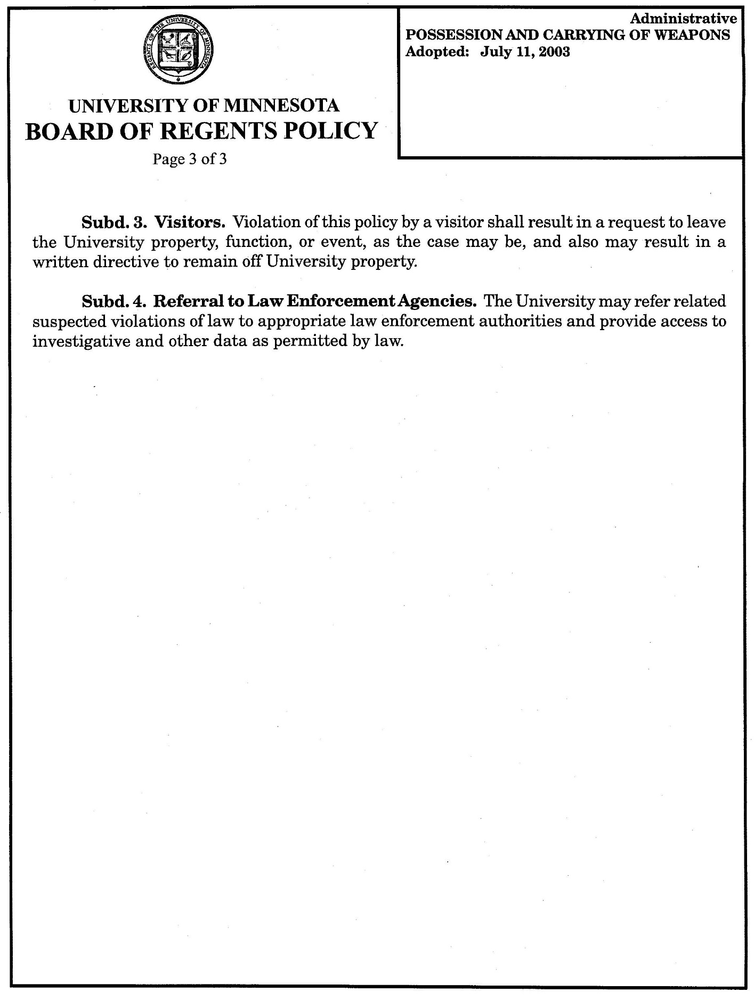 REGENTS OF THE UNIVERSITY OF MINNESOTA
UNIVERSITY OF MINNESOTA
BOARD OF REGENTS POLICY
Page 3 of 3
Administrative
POSSESSION AND CARRYING OF WEAPONS
Adopted: July 11, 2003
Subd. 3. Visitors. Violation of this policy by a visitor shall result in a request to leave
the University property, function, or event, as the case may be, and also may result in a
written directive to remain off University property.
Subd. 4. Referral to Law Enforcement Agencies. The University may refer related
suspected violations of law to appropriate law enforcement authorities and provide access to
investigative and other data as permitted by law.